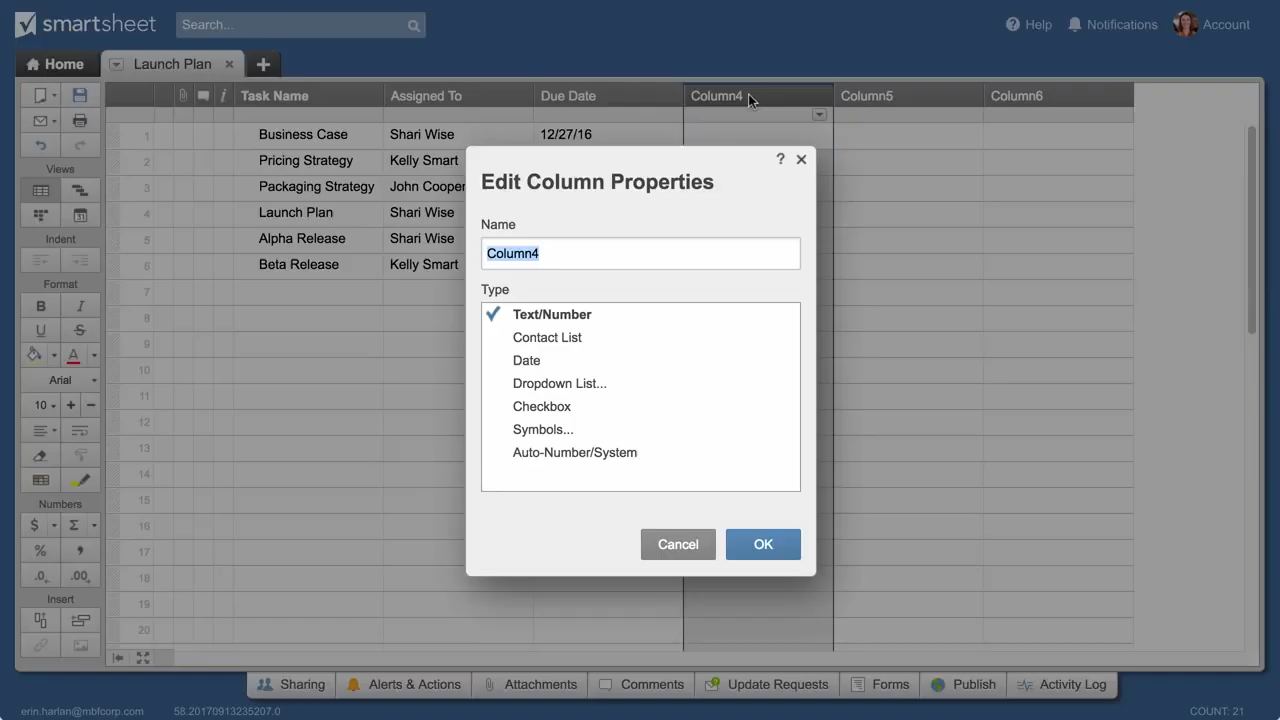 smartsheet
Search...
Help
Notifications
Account
Home
Launch Plan
Task Name
Assigned To
Due Date
Column4
Column5
Column6
1 Business Case Shari Wise 12/27/16
2 Pricing Strategy Kelly Smart
3 Packaging Strategy John Cooper
4 Launch Plan Shari Wise
5 Alpha Release Shari Wise
6 Beta Release Kelly Smart
7
8
9
10
11
12
13
14
15
16
17
18
19
20
Views
Indent
Format
B I
U S
A
Arial
10 + −
Numbers
$ Σ
% ,
.0 .00
Insert
? ×
Edit Column Properties
Name
Column4
Type
Text/Number
Contact List
Date
Dropdown List...
Checkbox
Symbols...
Auto-Number/System
Cancel
OK
Sharing
Alerts & Actions
Attachments
Comments
Update Requests
Forms
Publish
Activity Log
erin.harlan@mbfcorp.com
58.20170913235207.0
COUNT: 21